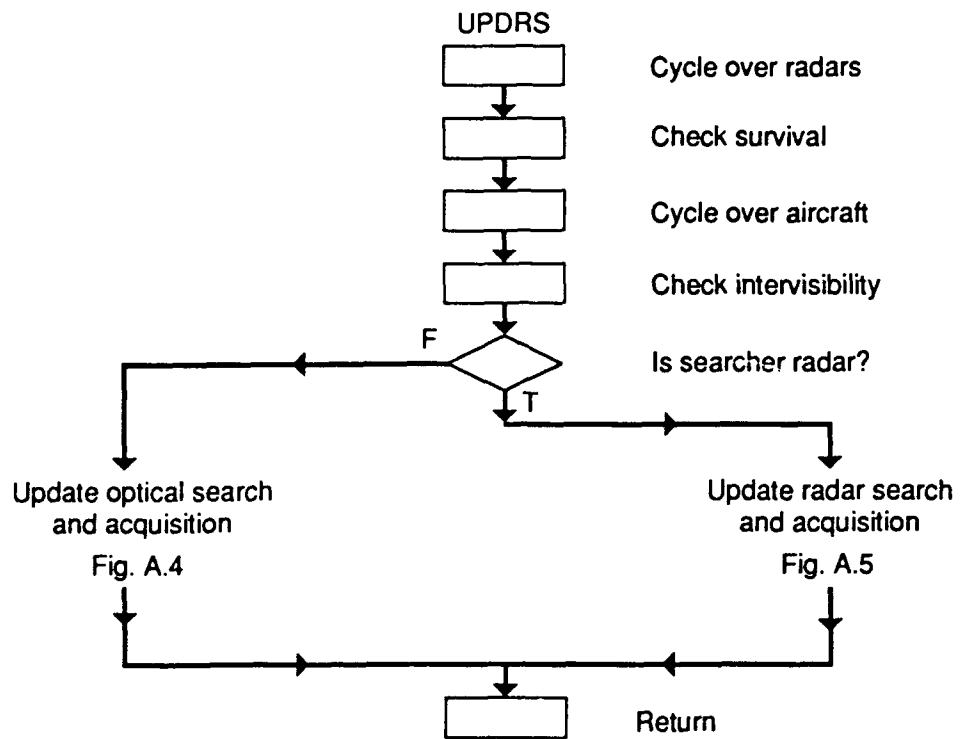 UPDRS
Cycle over radars
Check survival
Cycle over aircraft
Check intervisibility
F
Is searcher radar?
T
Update optical search
and acquisition
Fig. A.4
Update radar search
and acquisition
Fig. A.5
Return